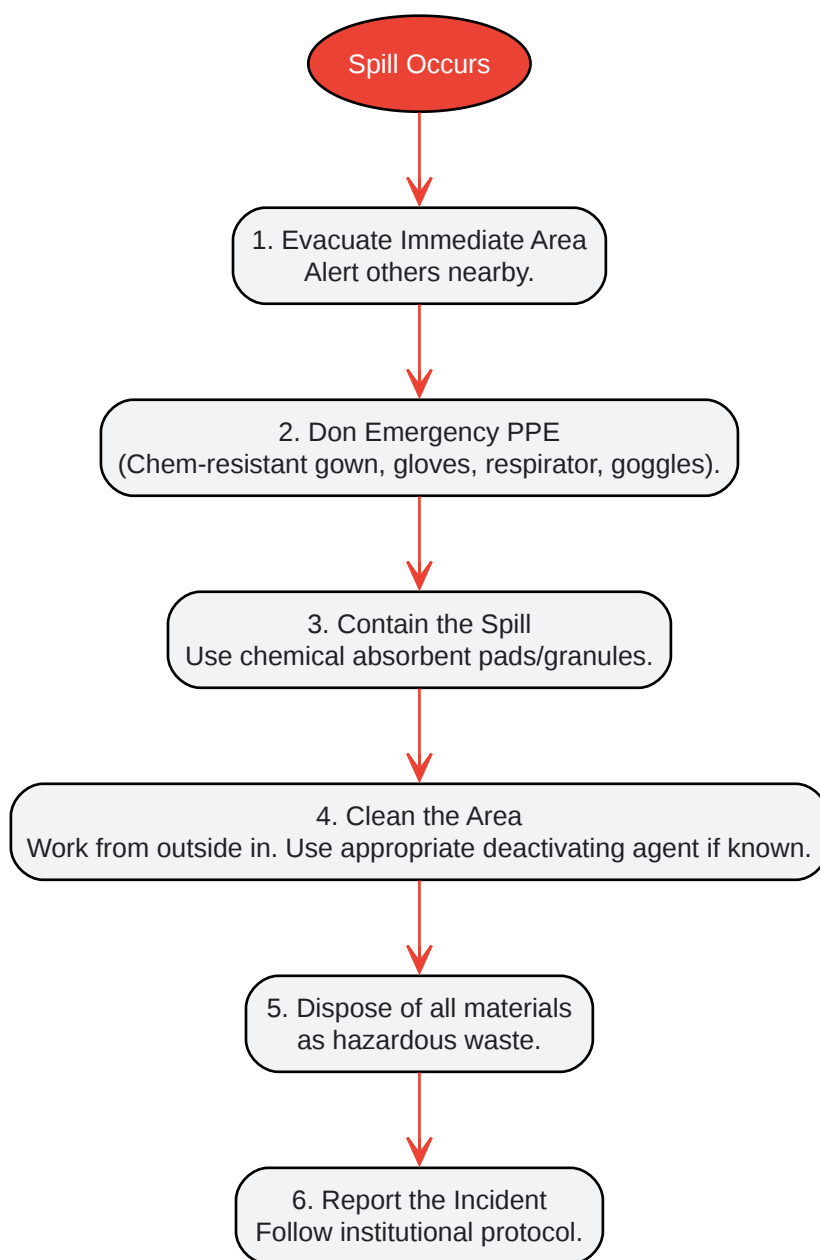 Spill Occurs
1. Evacuate Immediate Area
Alert others nearby.
2. Don Emergency PPE
(Chem-resistant gown, gloves, respirator, goggles).
3. Contain the Spill
Use chemical absorbent pads/granules.
4. Clean the Area
Work from outside in. Use appropriate deactivating agent if known.
5. Dispose of all materials
as hazardous waste.
6. Report the Incident
Follow institutional protocol.